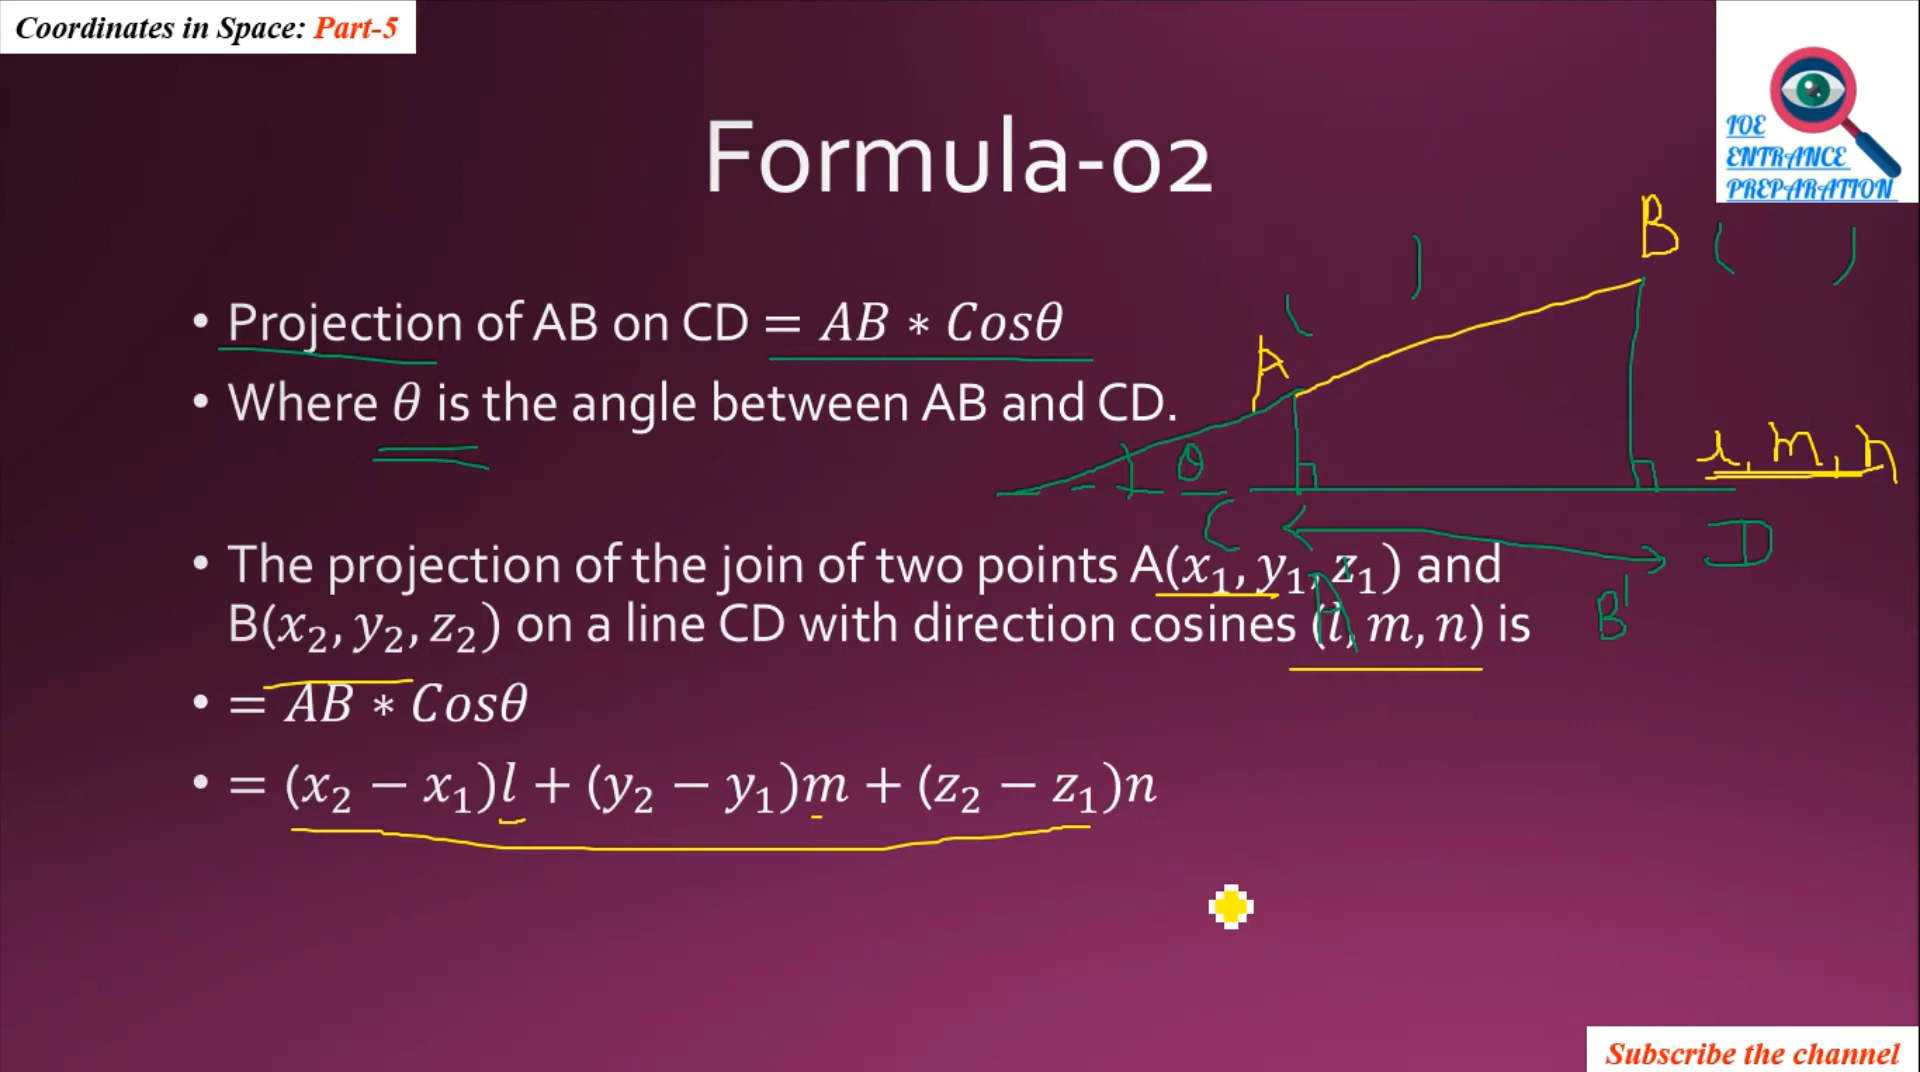 Coordinates in Space: Part-5
IOE
ENTRANCE
PREPARATION
Formula-02
B ( )
( )
• Projection of AB on CD = AB * Cosθ
A
• Where θ is the angle between AB and CD.
θ
l, m, n
C
D
• The projection of the join of two points A(x₁, y₁, z₁) and
B(x₂, y₂, z₂) on a line CD with direction cosines (l, m, n) is
A
B'
• = AB * Cosθ
• = (x₂ − x₁)l + (y₂ − y₁)m + (z₂ − z₁)n
Subscribe the channel